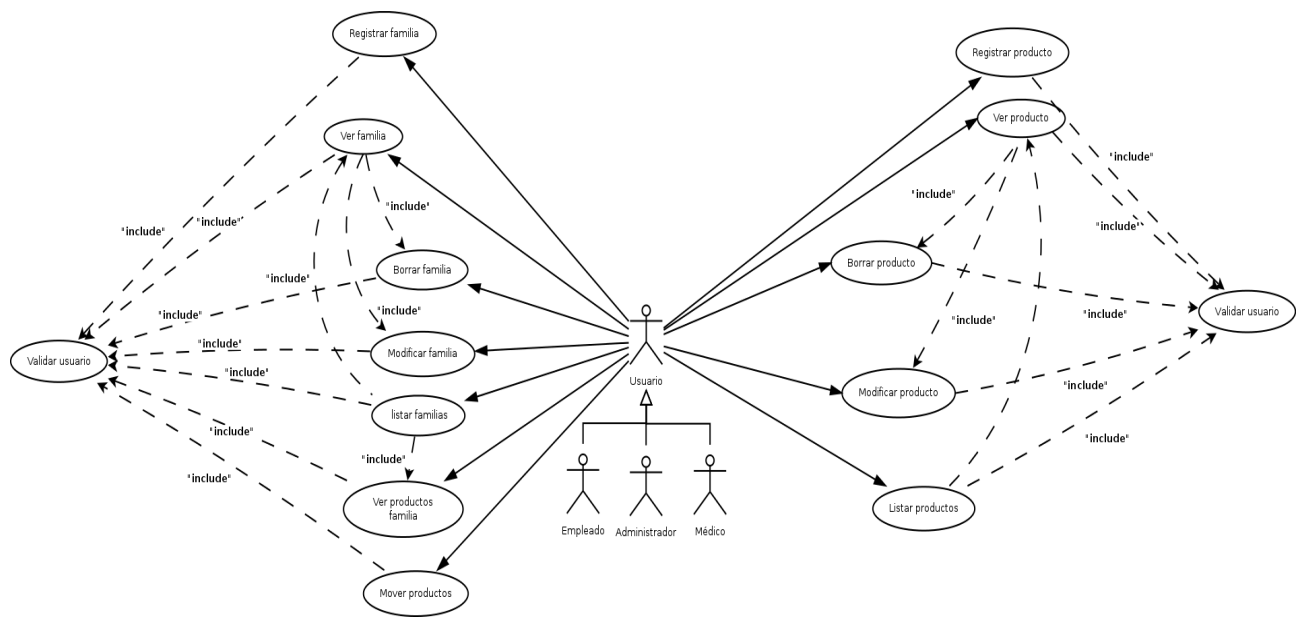 Registrar familia
Registrar producto
Ver familia
Ver producto
"include"
"include"
"include"
"include"
"include"
"include"
"include"
Borrar familia
Borrar producto
"include"
Validar usuario
"include"
"include"
"include"
"include"
Validar usuario
Modificar familia
"include"
"include"
Usuario
"include"
Modificar producto
listar familias
"include"
"include"
"include"
Ver productos
familia
Listar productos
Empleado
Administrador
Médico
Mover productos